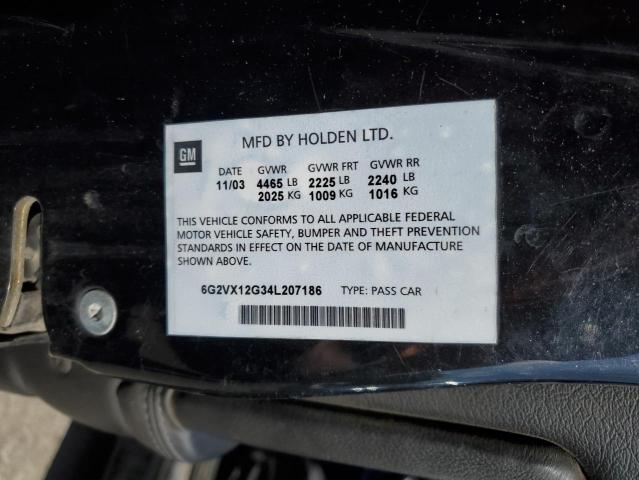 GM
MFD BY HOLDEN LTD.
DATE GVWR GVWR FRT GVWR RR
11/03 4465 LB 2225 LB 2240 LB
2025 KG 1009 KG 1016 KG
THIS VEHICLE CONFORMS TO ALL APPLICABLE FEDERAL
MOTOR VEHICLE SAFETY, BUMPER AND THEFT PREVENTION
STANDARDS IN EFFECT ON THE DATE OF MANUFACTURE
SHOWN ABOVE.
6G2VX12G34L207186 TYPE: PASS CAR